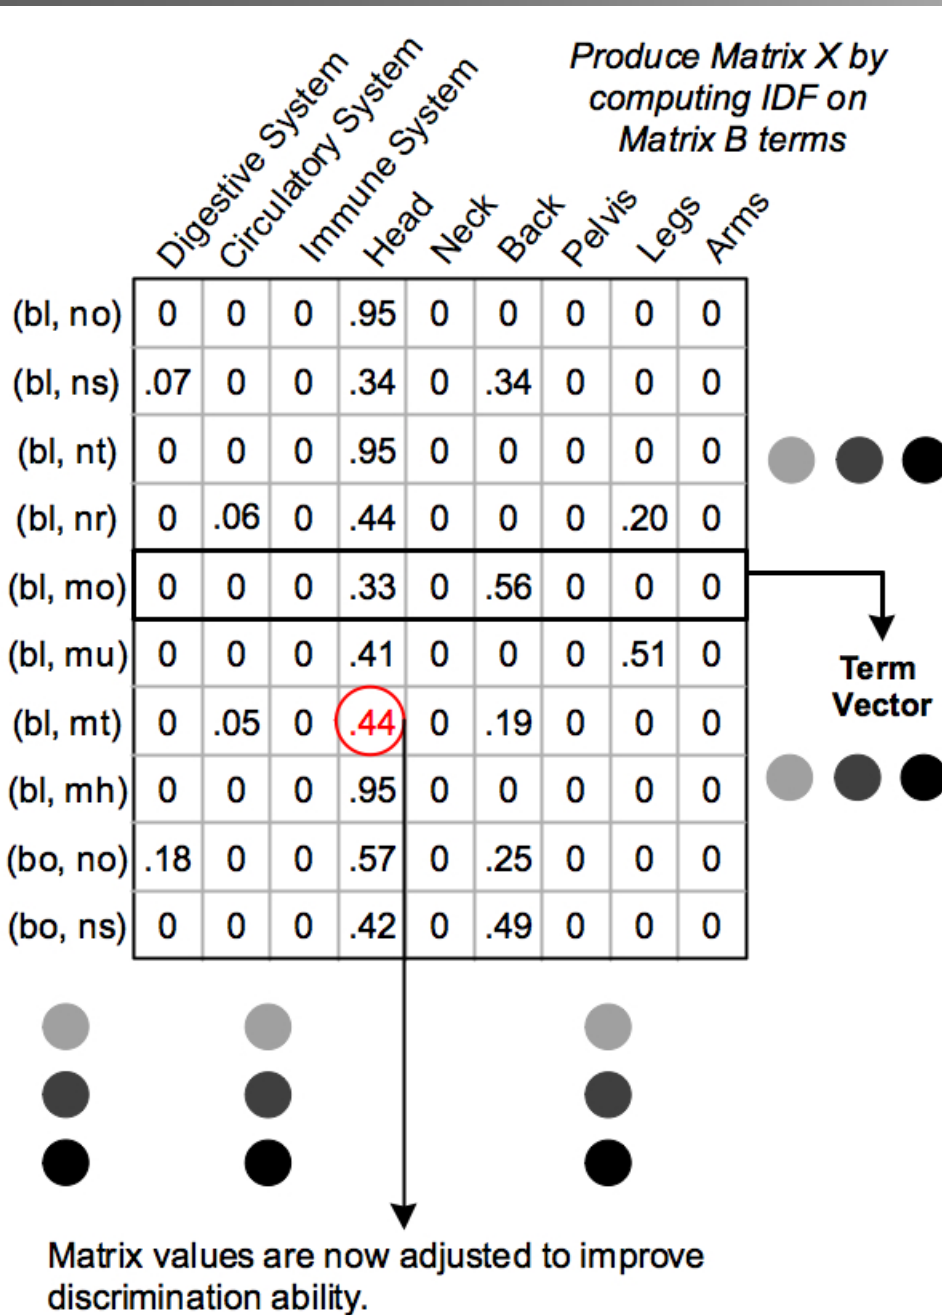 Produce Matrix X by
computing IDF on
Matrix B terms
Digestive System
Circulatory System
Immune System
Head
Neck
Back
Pelvis
Legs
Arms
(bl, no) 0 0 0 .95 0 0 0 0 0
(bl, ns) .07 0 0 .34 0 .34 0 0 0
(bl, nt) 0 0 0 .95 0 0 0 0 0
(bl, nr) 0 .06 0 .44 0 0 0 .20 0
(bl, mo) 0 0 0 .33 0 .56 0 0 0
(bl, mu) 0 0 0 .41 0 0 0 .51 0
Term
Vector
(bl, mt) 0 .05 0 .44 0 .19 0 0 0
(bl, mh) 0 0 0 .95 0 0 0 0 0
(bo, no) .18 0 0 .57 0 .25 0 0 0
(bo, ns) 0 0 0 .42 0 .49 0 0 0
Matrix values are now adjusted to improve
discrimination ability.